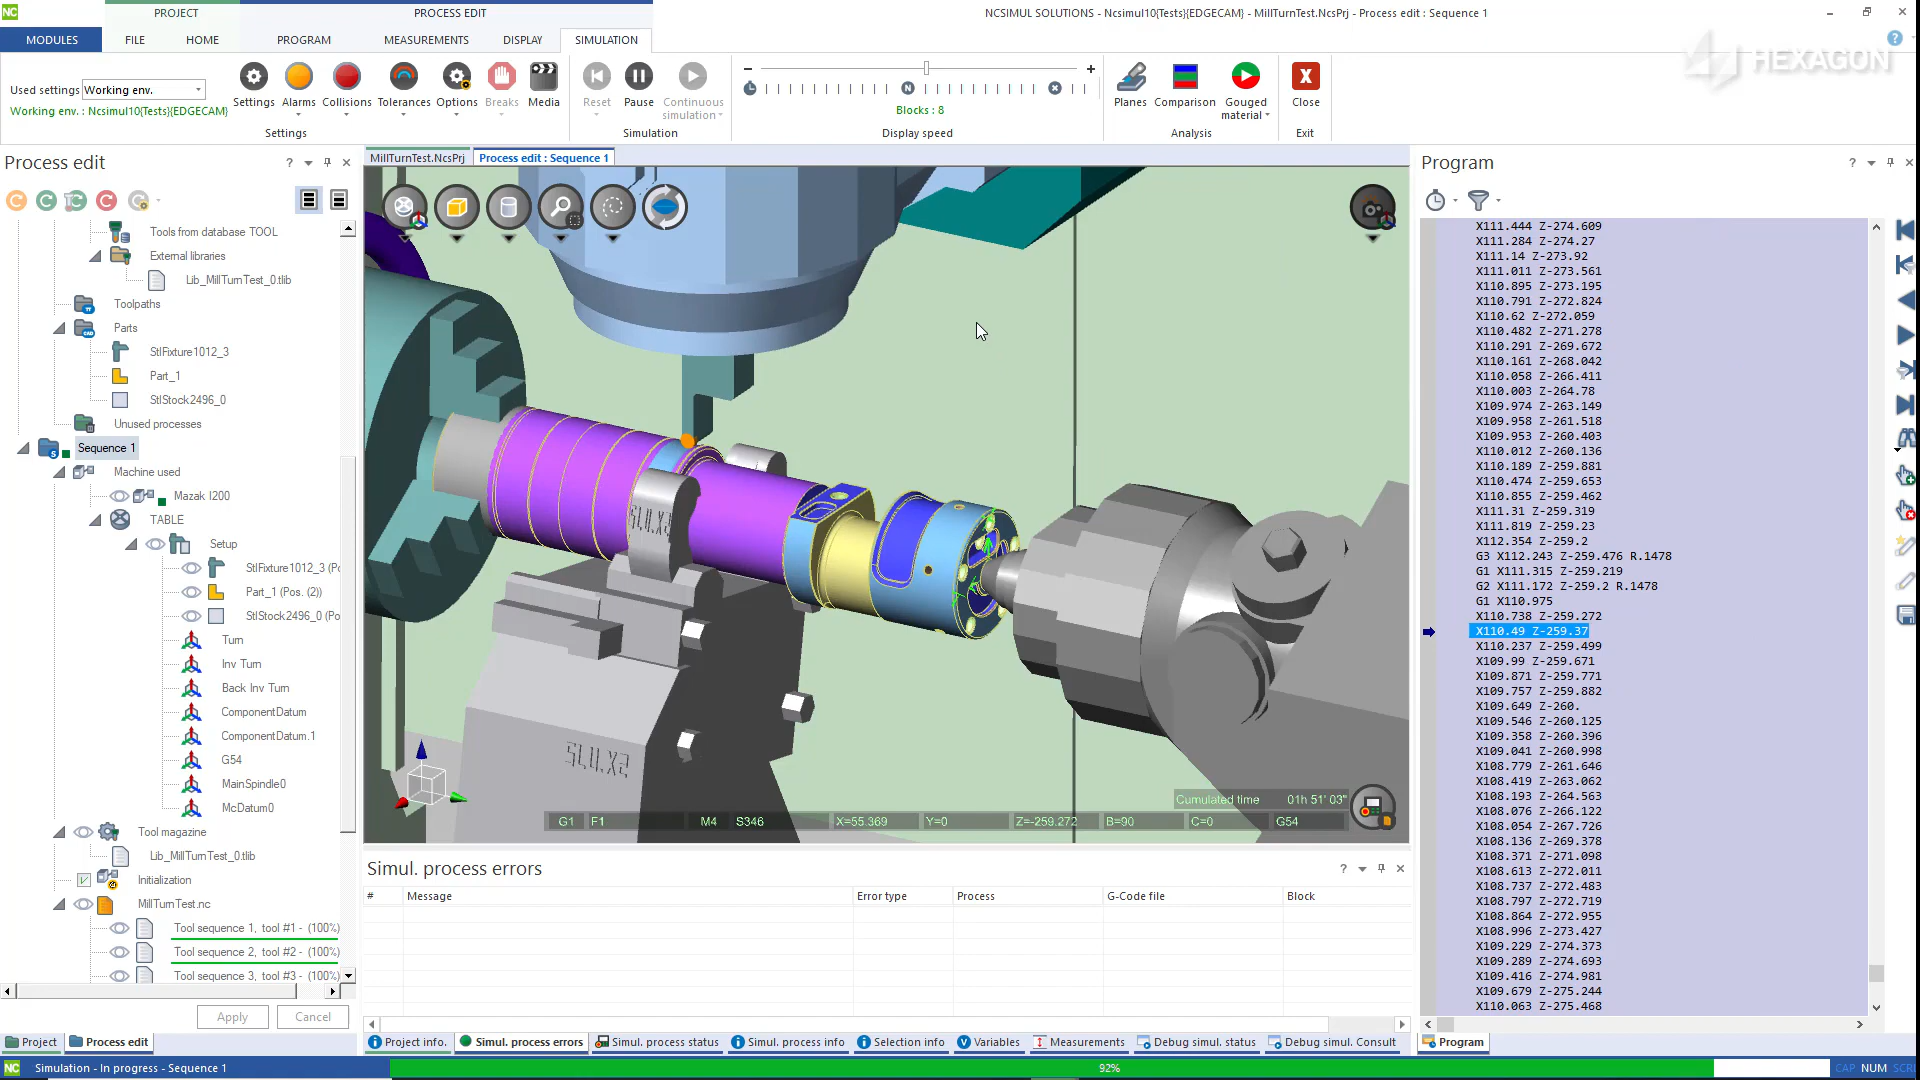 NC
PROJECT
PROCESS EDIT
NCSIMUL SOLUTIONS - Ncsimul10{Tests}{EDGECAM} - MillTurnTest.NcsPrj - Process edit : Sequence 1
MODULES
FILE
HOME
PROGRAM
MEASUREMENTS
DISPLAY
SIMULATION
HEXAGON
Used settings
Working env.
Working env. : Ncsimul10{Tests}{EDGECAM}
Settings
Alarms
Collisions
Tolerances
Options
Breaks
Media
Settings
Reset
Pause
Continuous simulation
Simulation
N
Blocks : 8
Display speed
Planes
Comparison
Gouged material
Analysis
Close
Exit
Process edit
Tools from database TOOL
External libraries
Lib_MillTurnTest_0.tlib
Toolpaths
Parts
StlFixture1012_3
Part_1
StlStock2496_0
Unused processes
Sequence 1
Machine used
Mazak I200
TABLE
Setup
StlFixture1012_3 (Po
Part_1 (Pos. (2))
StlStock2496_0 (Po
Turn
Inv Turn
Back Inv Turn
ComponentDatum
ComponentDatum.1
G54
MainSpindle0
McDatum0
Tool magazine
Lib_MillTurnTest_0.tlib
Initialization
MillTurnTest.nc
Tool sequence 1, tool #1 - (100%)
Tool sequence 2, tool #2 - (100%)
Tool sequence 3, tool #3 - (100%)
Apply
Cancel
Project
Process edit
MillTurnTest.NcsPrj
Process edit : Sequence 1
Cumulated time 01h 51' 03"
G1 F1 M4 S346 X=55.369 Y=0 Z=-259.272 B=90 C=0 G54
Simul. process errors
# Message Error type Process G-Code file Block
Project info.
Simul. process errors
Simul. process status
Simul. process info
Selection info
Variables
Measurements
Debug simul. status
Debug simul. Consult
Program
X111.444 Z-274.609
X111.284 Z-274.27
X111.14 Z-273.92
X111.011 Z-273.561
X110.895 Z-273.195
X110.791 Z-272.824
X110.62 Z-272.059
X110.482 Z-271.278
X110.291 Z-269.672
X110.161 Z-268.042
X110.058 Z-266.411
X110.003 Z-264.78
X109.974 Z-263.149
X109.958 Z-261.518
X109.953 Z-260.403
X110.012 Z-260.136
X110.189 Z-259.881
X110.474 Z-259.653
X110.855 Z-259.462
X111.31 Z-259.319
X111.819 Z-259.23
X112.354 Z-259.2
G3 X112.243 Z-259.476 R.1478
G1 X111.315 Z-259.219
G2 X111.172 Z-259.2 R.1478
G1 X110.975
X110.738 Z-259.272
X110.49 Z-259.37
X110.237 Z-259.499
X109.99 Z-259.671
X109.871 Z-259.771
X109.757 Z-259.882
X109.649 Z-260.
X109.546 Z-260.125
X109.358 Z-260.396
X109.041 Z-260.998
X108.779 Z-261.646
X108.419 Z-263.062
X108.193 Z-264.563
X108.076 Z-266.122
X108.054 Z-267.726
X108.136 Z-269.378
X108.371 Z-271.098
X108.613 Z-272.011
X108.737 Z-272.483
X108.797 Z-272.719
X108.864 Z-272.955
X108.996 Z-273.427
X109.229 Z-274.373
X109.289 Z-274.693
X109.416 Z-274.981
X109.679 Z-275.244
X110.063 Z-275.468
Program
NC
Simulation - In progress - Sequence 1
92%
CAP NUM SCRL